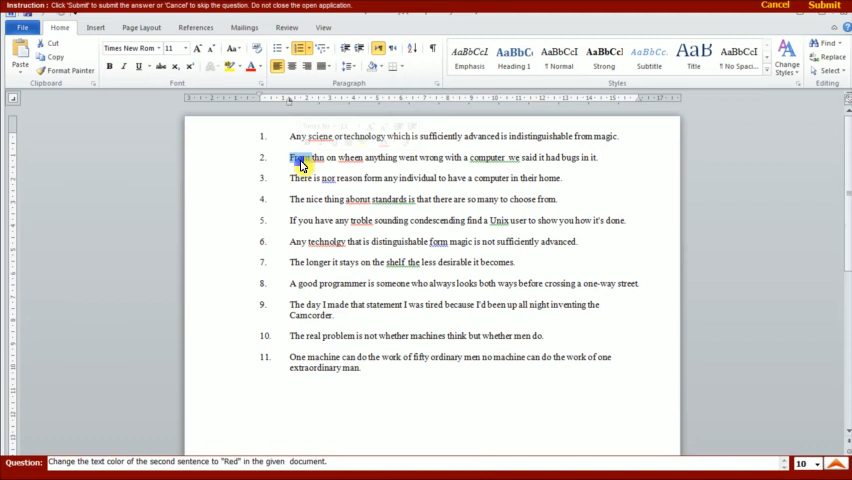 Instruction : Click 'Submit' to submit the answer or 'Cancel' to skip the question. Do not close the open application.
Cancel Submit
File Home Insert Page Layout References Mailings Review View
Cut
Copy
Format Painter
Paste
Times New Rom 11
Clipboard Font Paragraph Styles
AaBbCcI AaBbC AaBbCcI AaBbCcI AaBbCc AaB AaBbCcI
Emphasis Heading 1 ¶ Normal Strong Subtitle Title ¶ No Spaci...
Change Styles
Find
Replace
Select
Editing
1. Any sciene or technology which is sufficiently advanced is indistinguishable from magic.
2. From thn on wheen anything went wrong with a computer we said it had bugs in it.
3. There is nor reason form any individual to have a computer in their home.
4. The nice thing aborut standards is that there are so many to choose from.
5. If you have any troble sounding condescending find a Unix user to show you how it's done.
6. Any technolgy that is distinguishable form magic is not sufficiently advanced.
7. The longer it stays on the shelf the less desirable it becomes.
8. A good programmer is someone who always looks both ways before crossing a one-way street.
9. The day I made that statement I was tired because I'd been up all night inventing the
Camcorder.
10. The real problem is not whether machines think but whether men do.
11. One machine can do the work of fifty ordinary men no machine can do the work of one
extraordinary man.
Question: Change the text color of the second sentence to "Red" in the given document.
10